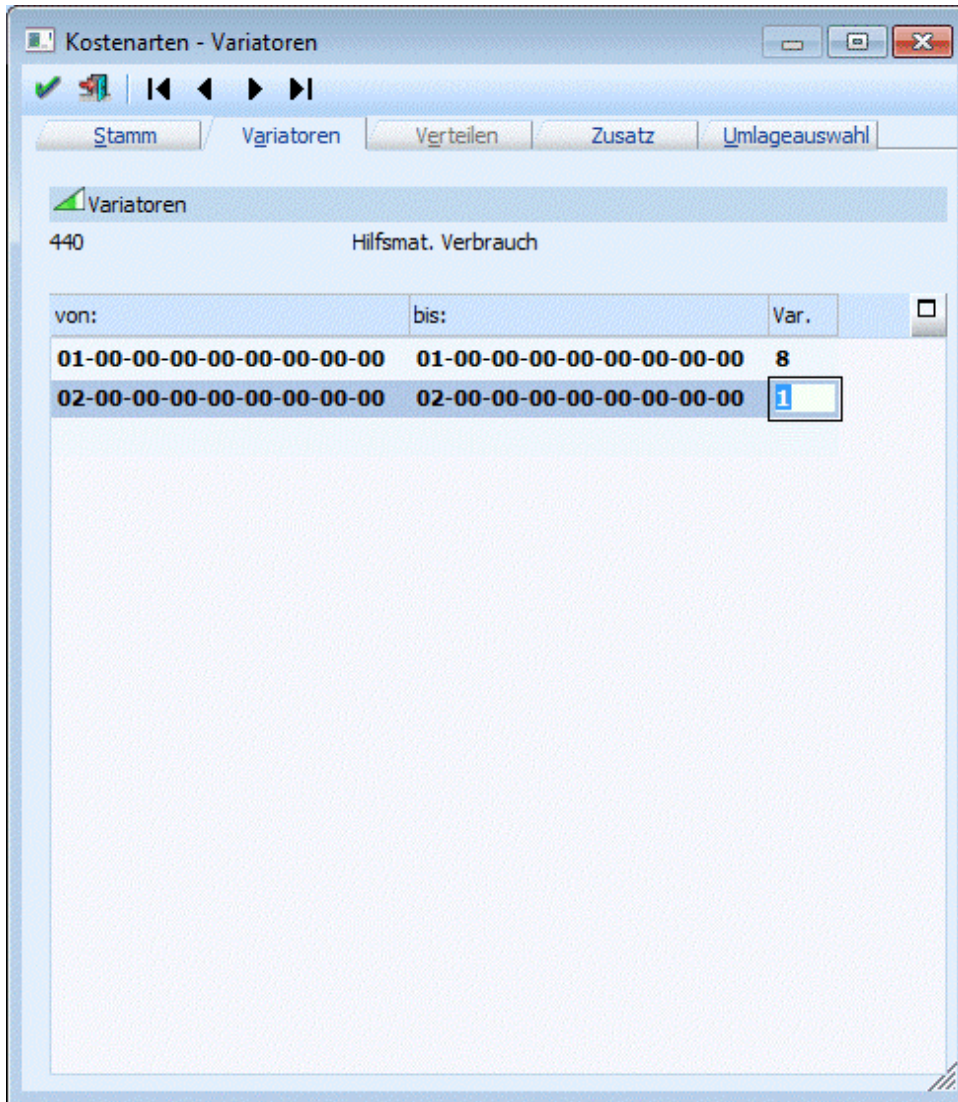 Kostenarten - Variatoren
Stamm Variatoren Verteilen Zusatz Umlageauswahl
Variatoren
440 Hilfsmat. Verbrauch
von: bis: Var.
01-00-00-00-00-00-00-00-00 01-00-00-00-00-00-00-00-00 8
02-00-00-00-00-00-00-00-00 02-00-00-00-00-00-00-00-00 1